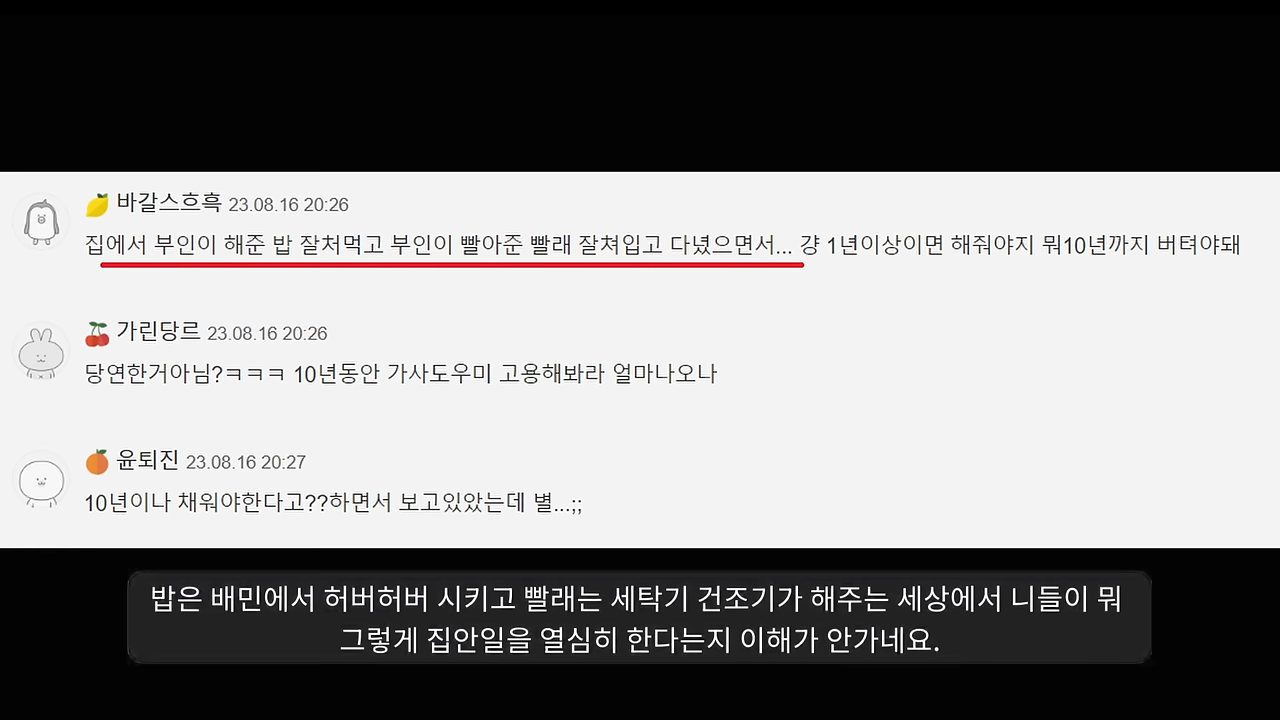 바갈스흐흑 23.08.16 20:26
집에서 부인이 해준 밥 잘처먹고 부인이 빨아준 빨래 잘쳐입고 다녔으면서... 걍 1년이상이면 해줘야지 뭐10년까지 버텨야돼
가린당르 23.08.16 20:26
당연한거아님?ㅋㅋㅋ 10년동안 가사도우미 고용해봐라 얼마나오나
윤퇴진 23.08.16 20:27
10년이나 채워야한다고??하면서 보고있았는데 별...;;
밥은 배민에서 허버허버 시키고 빨래는 세탁기 건조기가 해주는 세상에서 니들이 뭐
그렇게 집안일을 열심히 한다는지 이해가 안가네요.